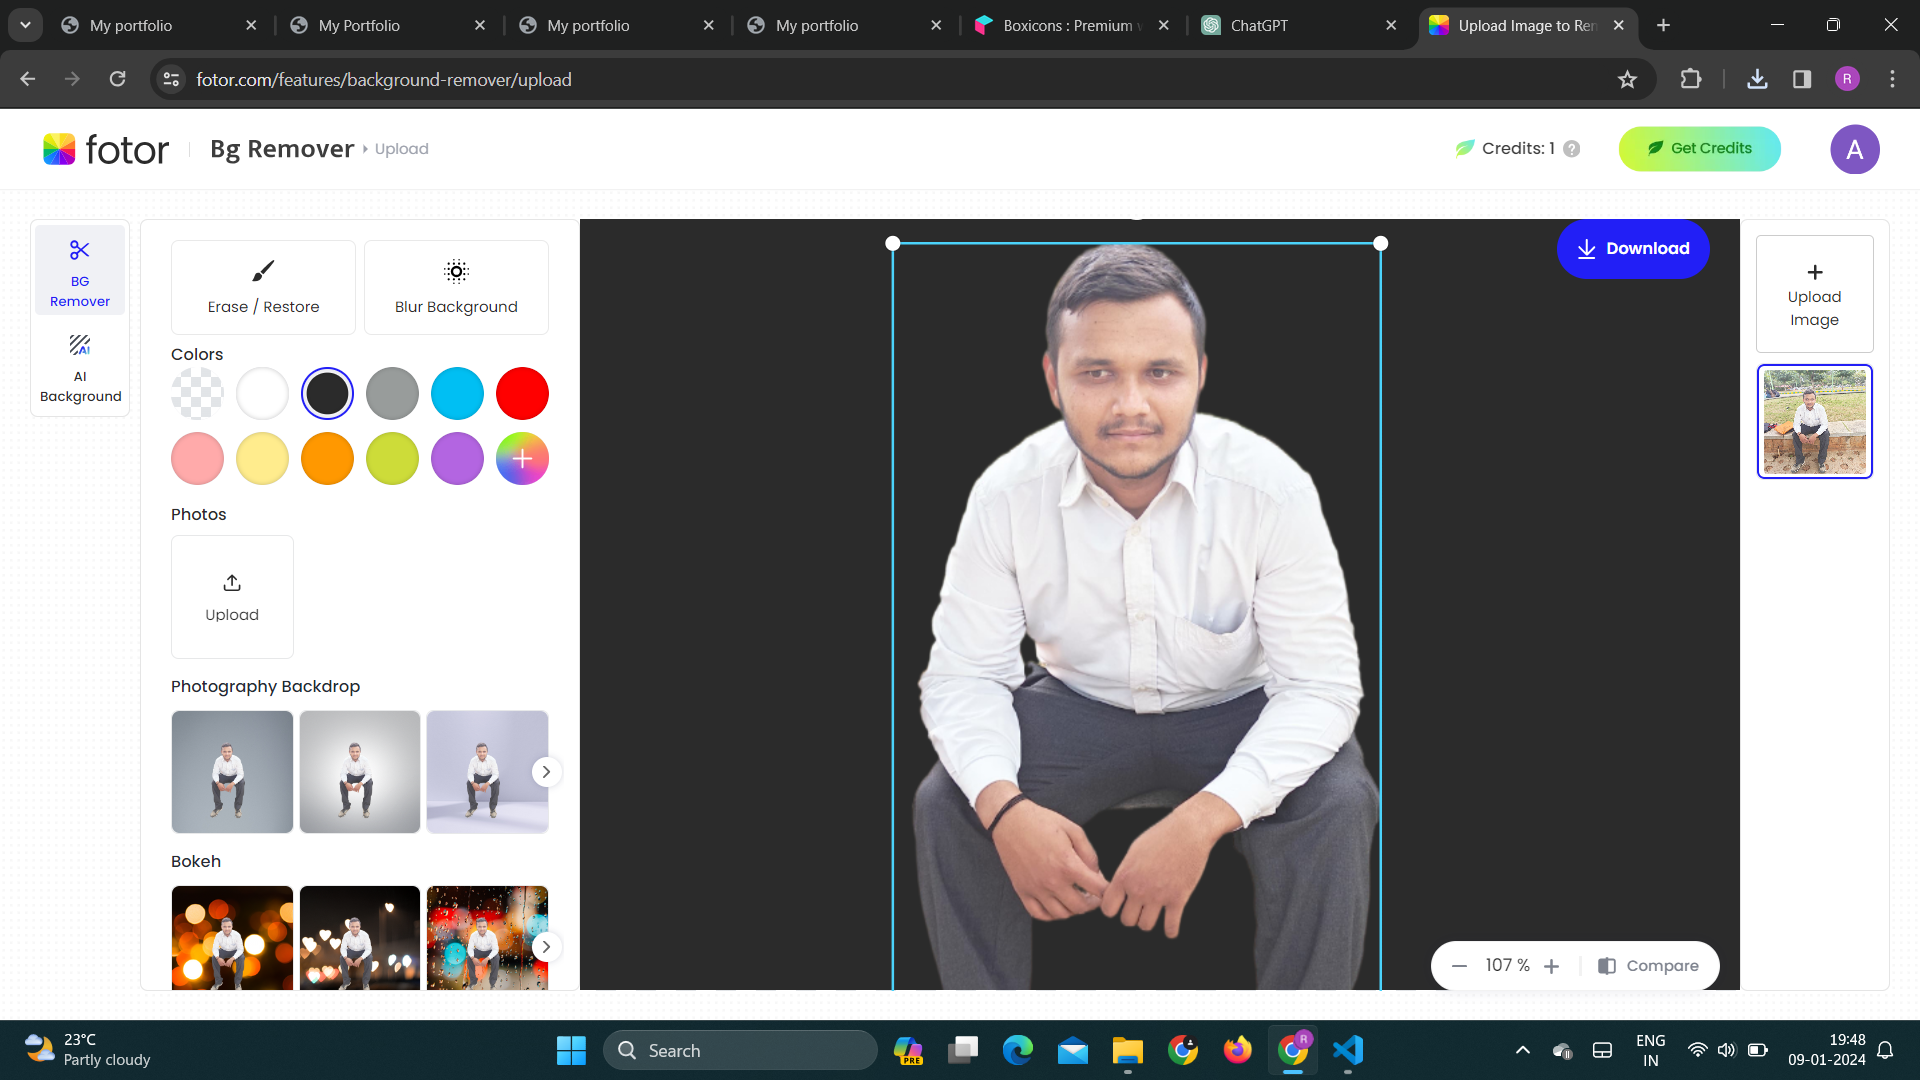 My portfolio
My Portfolio
My portfolio
My portfolio
Boxicons : Premium
ChatGPT
Upload Image to Rem
fotor.com/features/background-remover/upload
R
fotor
Bg Remover
Upload
Credits: 1
?
Get Credits
A
BG
Remover
AI
AI
Background
Erase / Restore
Blur Background
Download
Upload
Image
Colors
Photos
Upload
Photography Backdrop
Bokeh
107 %
Compare
23°C
Partly cloudy
Search
PRE
R
ENG
IN
19:48
09-01-2024